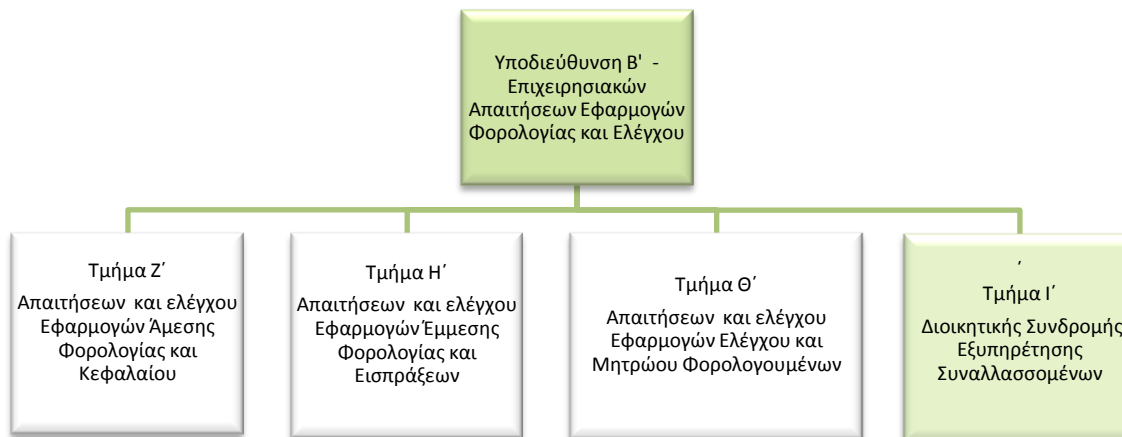 Υποδιεύθυνση Β' -
Επιχειρησιακών
Απαιτήσεων Εφαρμογών
Φορολογίας και Ελέγχου
Τμήμα Ζ΄
Απαιτήσεων και ελέγχου
Εφαρμογών Άμεσης
Φορολογίας και
Κεφαλαίου
Τμήμα Η΄
Απαιτήσεων και ελέγχου
Εφαρμογών Έμμεσης
Φορολογίας και
Εισπράξεων
Τμήμα Θ΄
Απαιτήσεων και ελέγχου
Εφαρμογών Ελέγχου και
Μητρώου Φορολογουμένων
΄
Τμήμα Ι΄
Διοικητικής Συνδρομής
Εξυπηρέτησης
Συναλλασσομένων